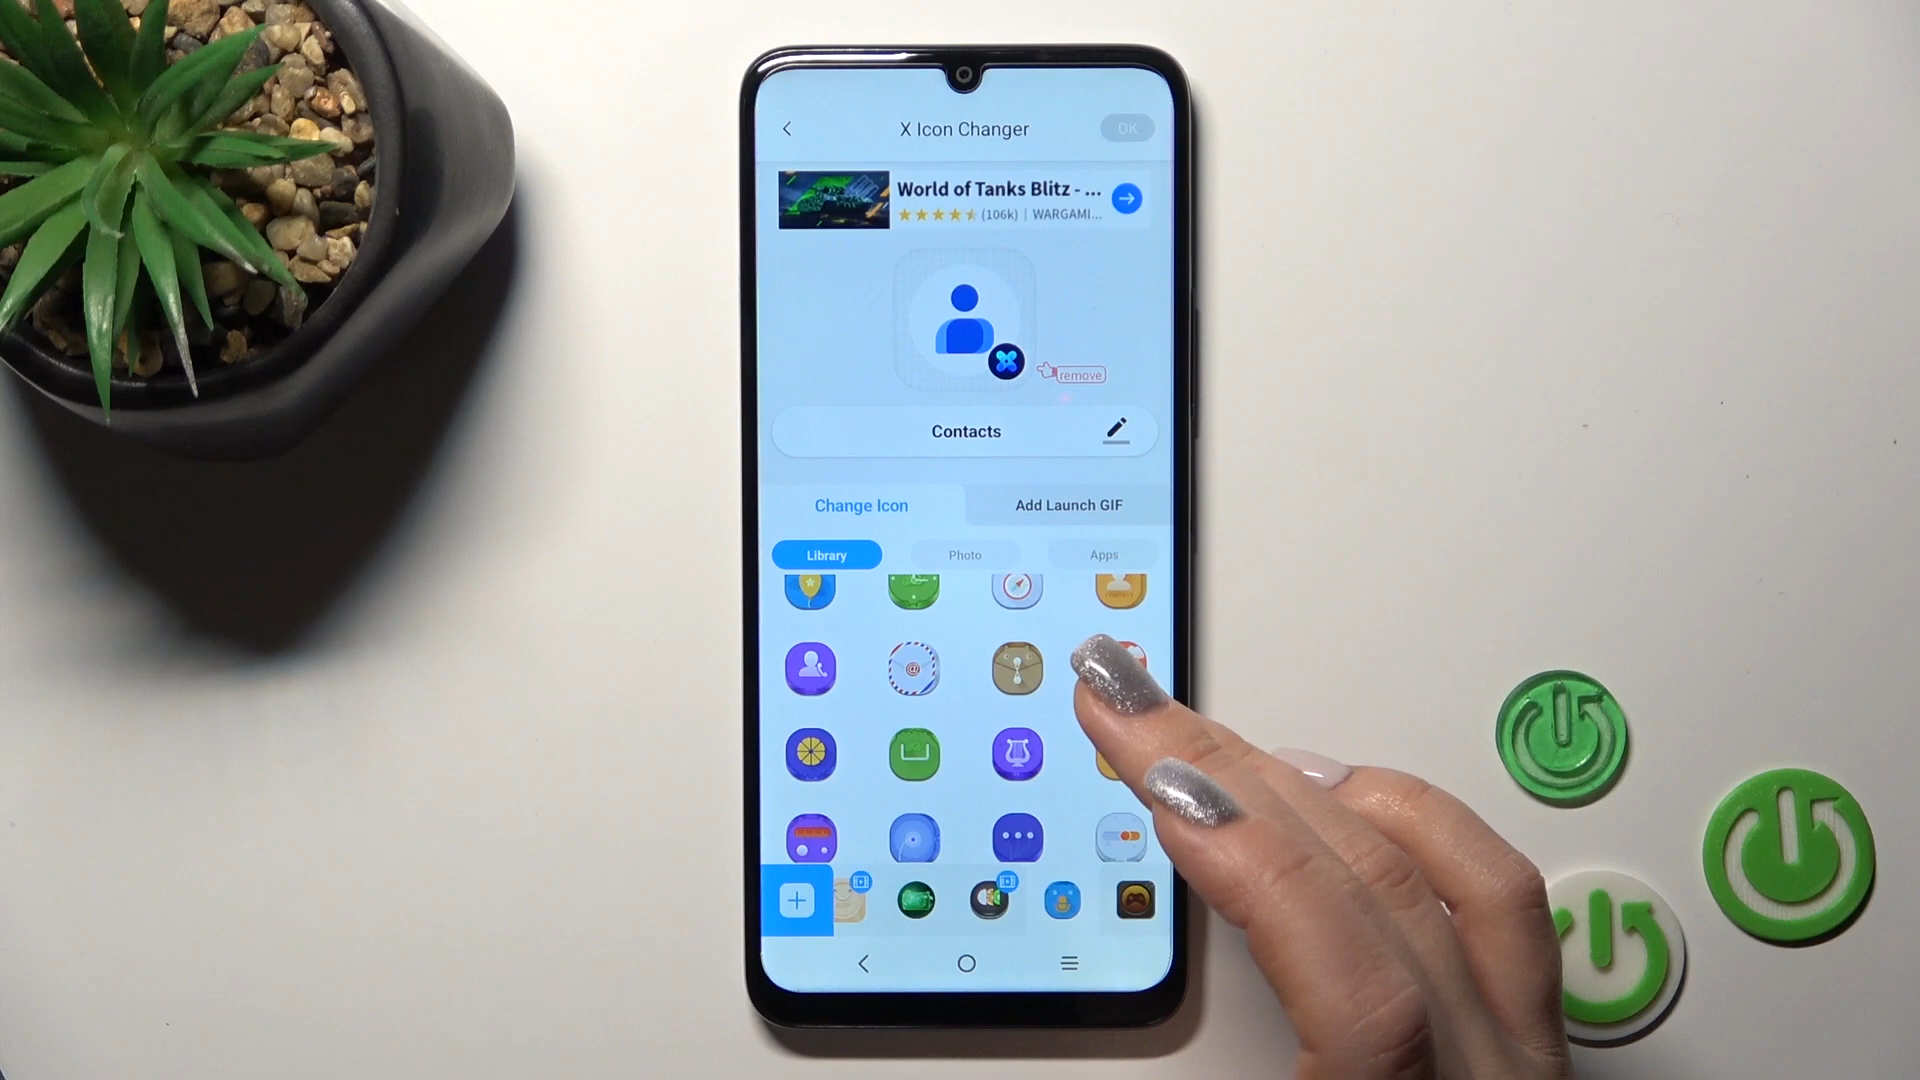 X Icon Changer
OK
World of Tanks Blitz - ...
(106k) | WARGAMI...
remove
Contacts
Change Icon
Add Launch GIF
Library
Photo
Apps
CONTACT
@